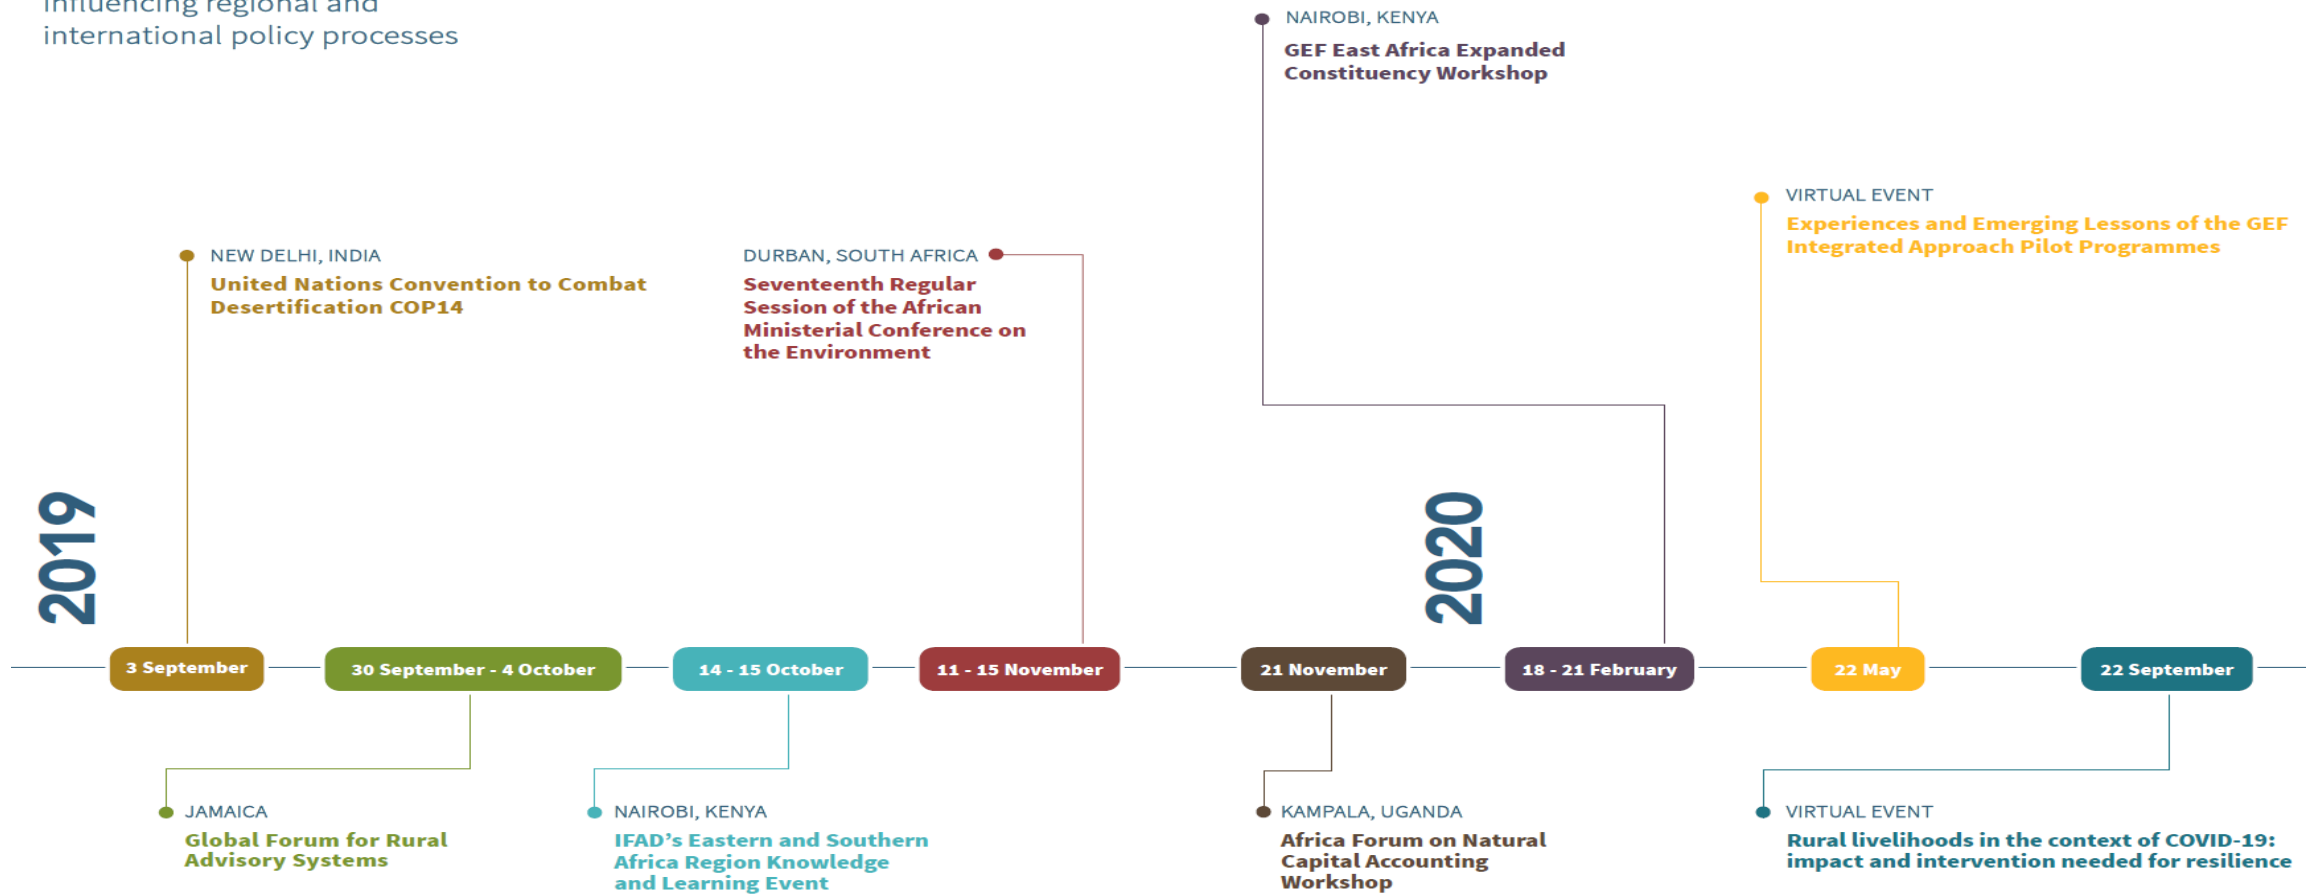 influencing regional and
international policy processes
NAIROBI, KENYA
GEF East Africa Expanded
Constituency Workshop
VIRTUAL EVENT
Experiences and Emerging Lessons of the GEF
Integrated Approach Pilot Programmes
NEW DELHI, INDIA
United Nations Convention to Combat
Desertification COP14
DURBAN, SOUTH AFRICA
Seventeenth Regular
Session of the African
Ministerial Conference on
the Environment
2019
2020
3 September
30 September - 4 October
14 - 15 October
11 - 15 November
21 November
18 - 21 February
22 May
22 September
JAMAICA
Global Forum for Rural
Advisory Systems
NAIROBI, KENYA
IFAD’s Eastern and Southern
Africa Region Knowledge
and Learning Event
KAMPALA, UGANDA
Africa Forum on Natural
Capital Accounting
Workshop
VIRTUAL EVENT
Rural livelihoods in the context of COVID-19:
impact and intervention needed for resilience